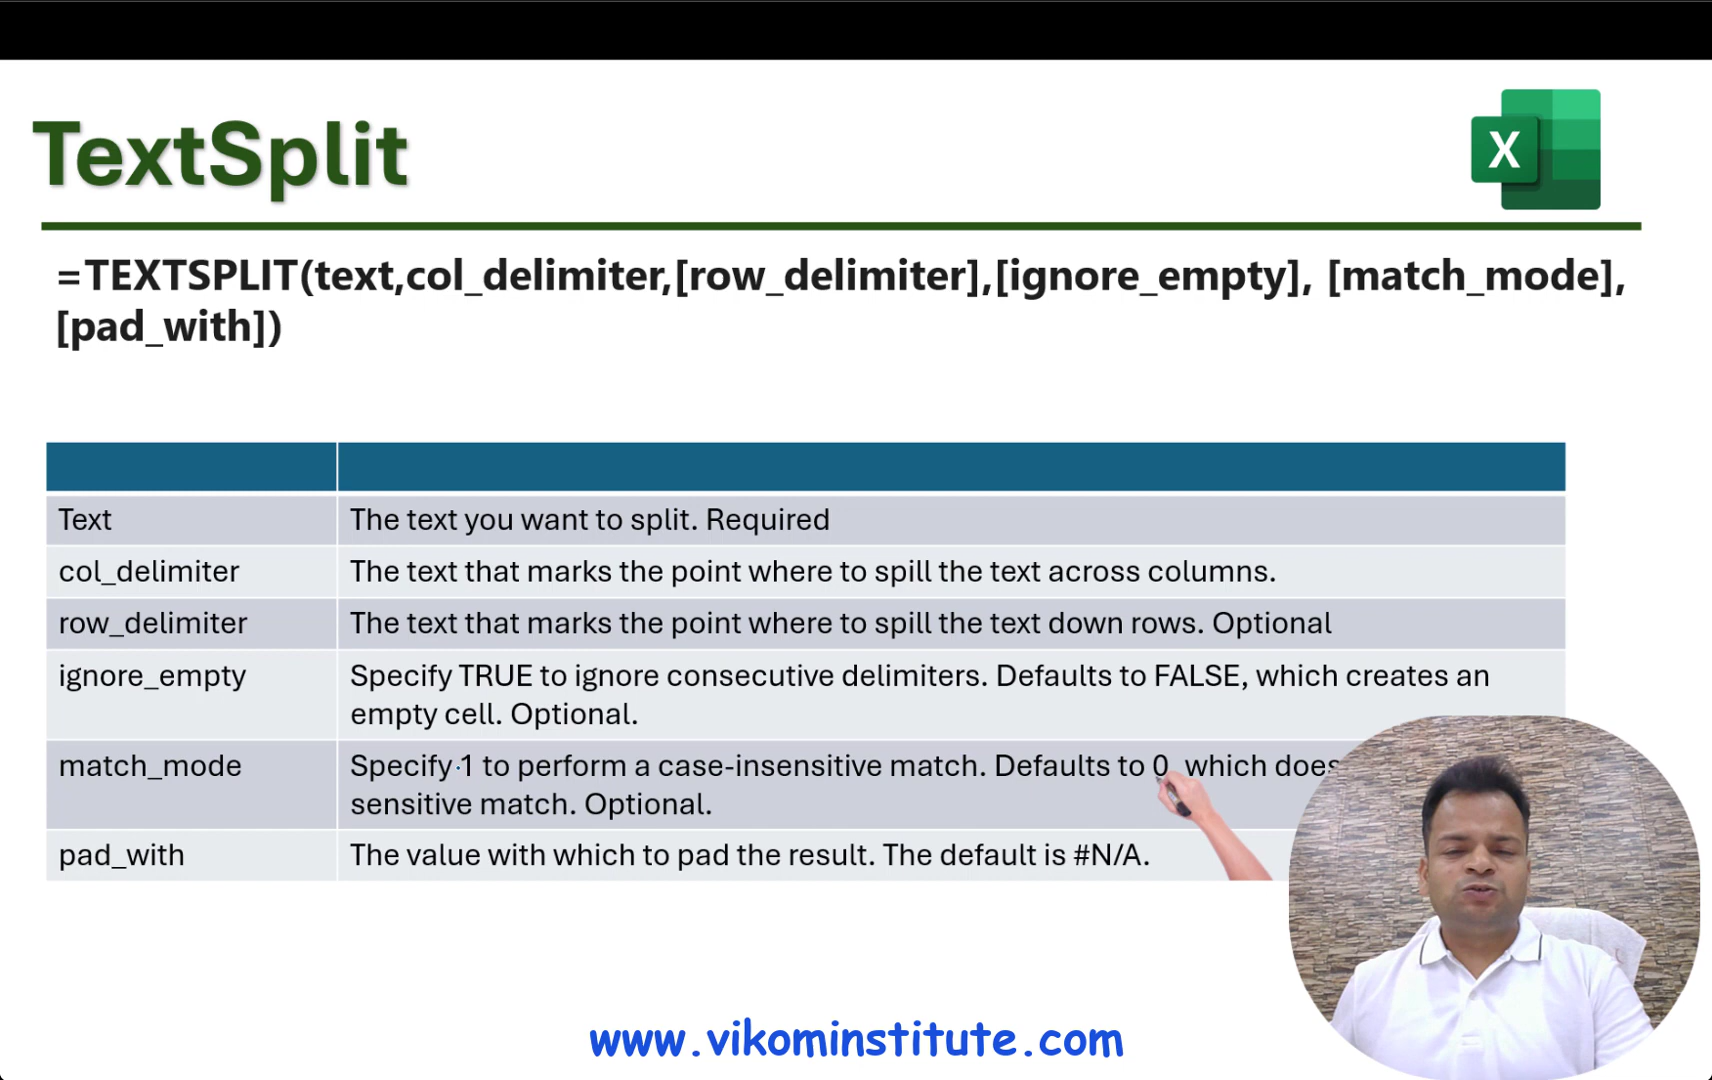 TextSplit
X
=TEXTSPLIT(text,col_delimiter,[row_delimiter],[ignore_empty], [match_mode],
[pad_with])
Text The text you want to split. Required
col_delimiter The text that marks the point where to spill the text across columns.
row_delimiter The text that marks the point where to spill the text down rows. Optional
ignore_empty Specify TRUE to ignore consecutive delimiters. Defaults to FALSE, which creates an
empty cell. Optional.
match_mode Specify 1 to perform a case-insensitive match. Defaults to 0, which does
sensitive match. Optional.
pad_with The value with which to pad the result. The default is #N/A.
www.vikominstitute.com